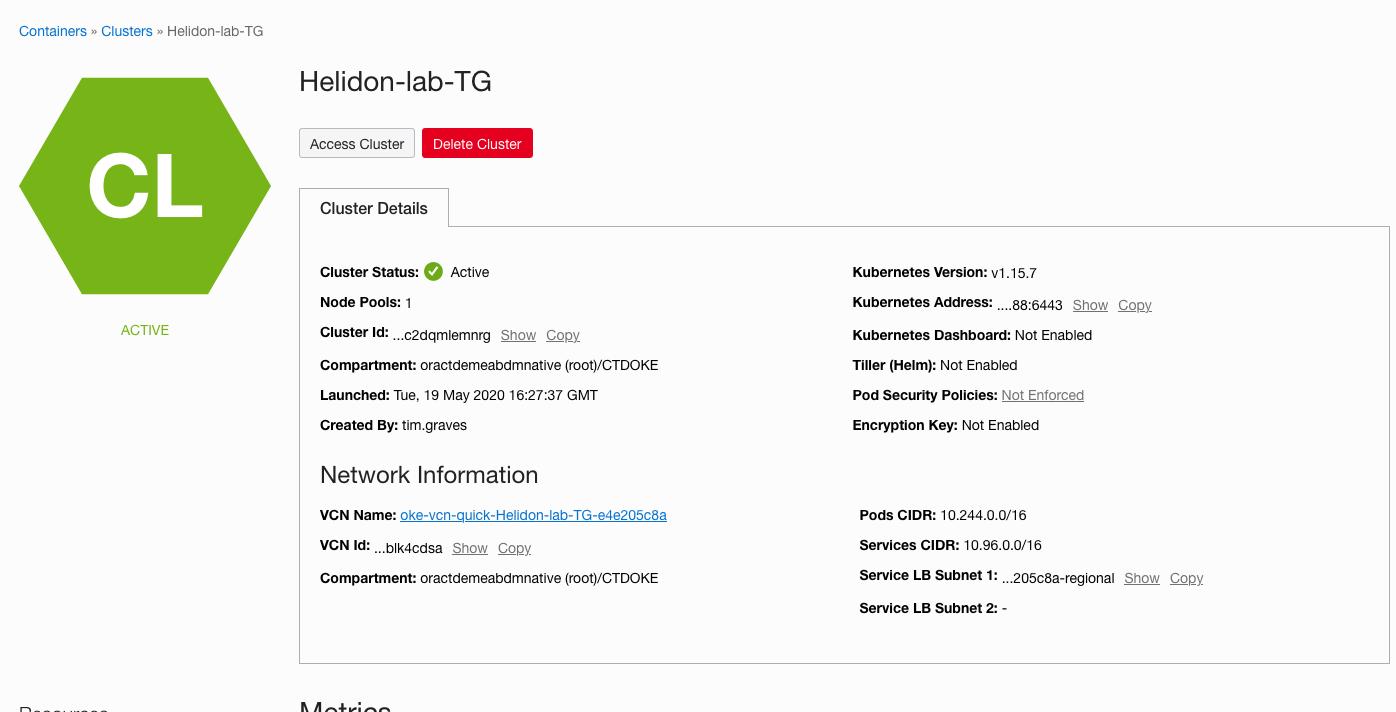 Containers » Clusters » Helidon-lab-TG
CL
ACTIVE
Helidon-lab-TG
Access Cluster Delete Cluster
Cluster Details
Cluster Status: Active
Node Pools: 1
Cluster Id: ...c2dqmlemnrg Show Copy
Compartment: oractdemeabdmnative (root)/CTDOKE
Launched: Tue, 19 May 2020 16:27:37 GMT
Created By: tim.graves
Kubernetes Version: v1.15.7
Kubernetes Address: ....88:6443 Show Copy
Kubernetes Dashboard: Not Enabled
Tiller (Helm): Not Enabled
Pod Security Policies: Not Enforced
Encryption Key: Not Enabled
Network Information
VCN Name: oke-vcn-quick-Helidon-lab-TG-e4e205c8a
VCN Id: ...blk4cdsa Show Copy
Compartment: oractdemeabdmnative (root)/CTDOKE
Pods CIDR: 10.244.0.0/16
Services CIDR: 10.96.0.0/16
Service LB Subnet 1: ...205c8a-regional Show Copy
Service LB Subnet 2: -
Resources
Metrics